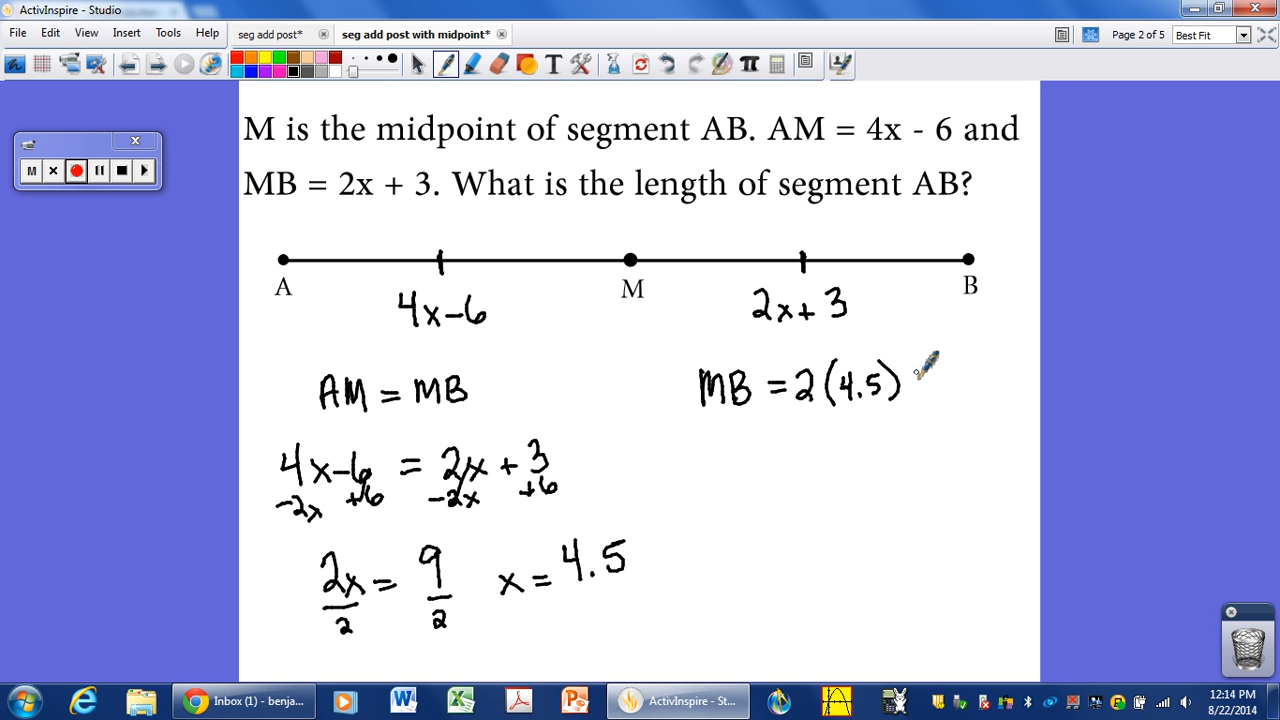 ActivInspire - Studio
File Edit View Insert Tools Help
seg add post*
seg add post with midpoint*
Page 2 of 5
Best Fit
M
M is the midpoint of segment AB. AM = 4x - 6 and
MB = 2x + 3. What is the length of segment AB?
A M B
4x-6 2x+ 3
AM = MB
MB = 2(4.5)
4x-6 = 2x + 3
-2x +6 -2x +6
2x = 9 x = 4.5
2 2
Inbox (1) - benja...
ActivInspire - St...
12:14 PM
8/22/2014